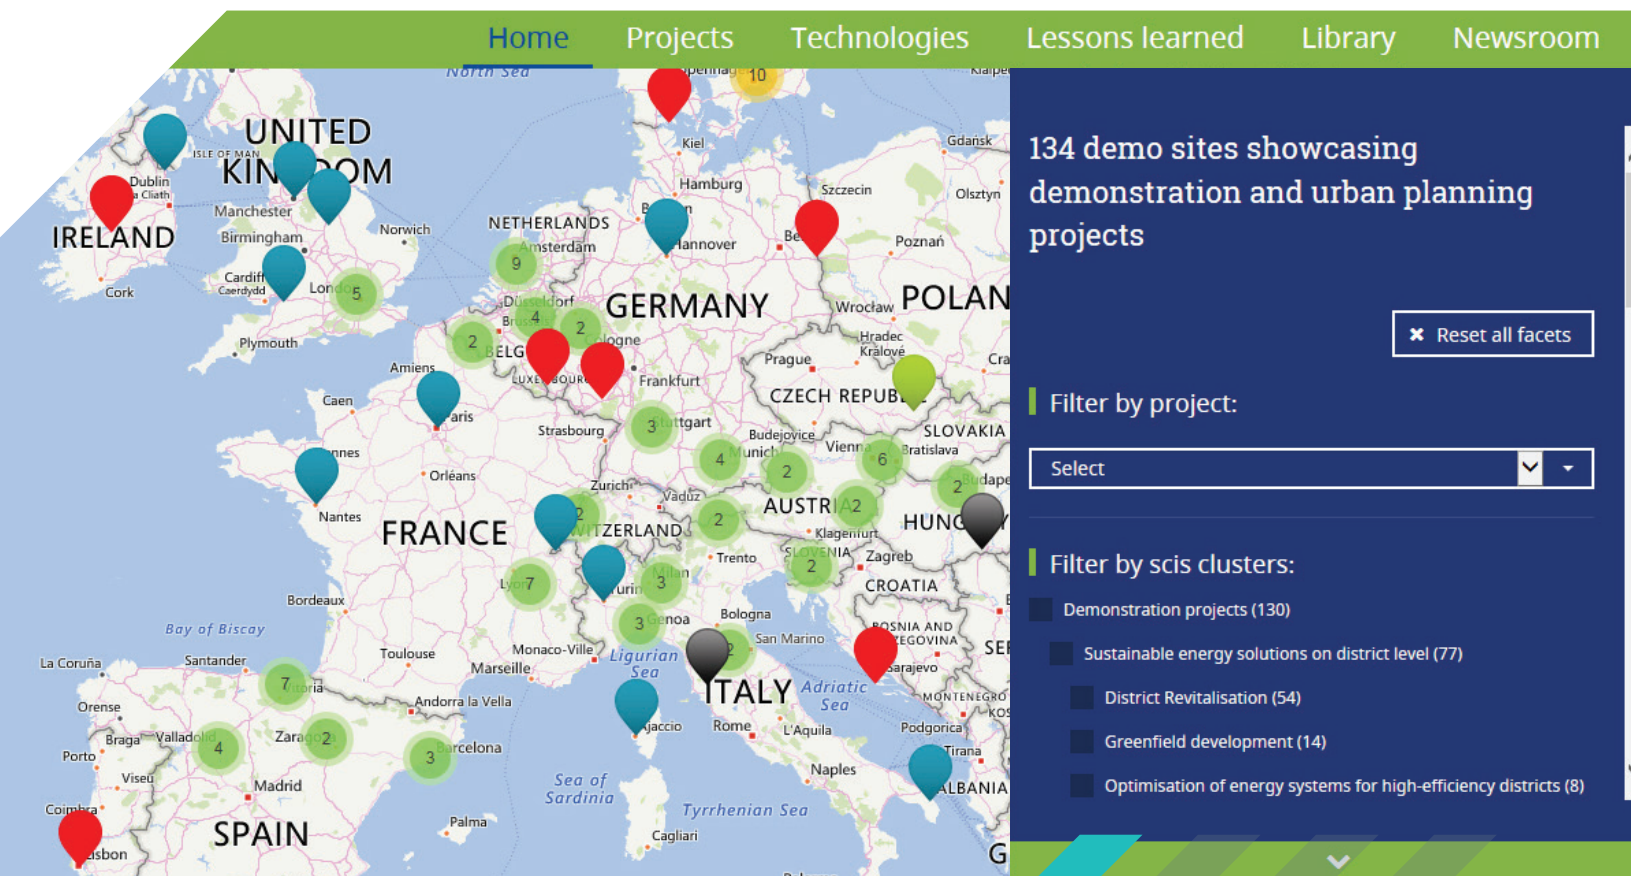 Home Projects Technologies Lessons learned Library Newsroom
North Sea
10
Kiel
Gdańsk
UNITED
KINGDOM
ISLE OF MAN
Dublin
Hamburg
Szczecin
Olsztyn
Manchester
NETHERLANDS
Norwich
IRELAND
Birmingham
Amsterdam
Hannover
Poznań
9
Cardiff
Caerdydd
5
Cork
Düsseldorf
GERMANY
Wrocław
POLAN
4
2
Plymouth
2
Cologne
Hradec
Králové
BELG
Prague
Amiens
Frankfurt
CZECH REPUB
Caen
Paris
Strasbourg
3
Stuttgart
Budejovice
SLOVAKIA
Vienna
Bratislava
4
Munich
2
6
Orléans
Zurich
Vaduz
2
Nantes
AUSTRIA
2
HUNG
FRANCE
2
SWITZERLAND
2
Klagenfurt
SLOVENIA
Zagreb
Trento
2
CROATIA
Lyon
7
Turin
3
Milan
Bordeaux
Bologna
3
Genoa
San Marino
BOSNIA AND
Bay of Biscay
Toulouse
Monaco-Ville
2
Ligurian
Sea
Marseille
Sarajevo
La Coruña
Santander
7
Vitoria
ITALY
Adriatic
Sea
MONTENEGRO
Orense
Andorra la Vella
Ajaccio
Rome
L'Aquila
Podgorica
Braga
Valladolid
4
Zaragoza
2
3
Barcelona
Tirana
Porto
Viseu
Madrid
Sea of
Sardinia
Naples
ALBANIA
Coimbra
Palma
Tyrrhenian Sea
SPAIN
Cagliari
Lisbon
134 demo sites showcasing
demonstration and urban planning
projects
✖ Reset all facets
Filter by project:
Select
Filter by scis clusters:
Demonstration projects (130)
Sustainable energy solutions on district level (77)
District Revitalisation (54)
Greenfield development (14)
Optimisation of energy systems for high-efficiency districts (8)